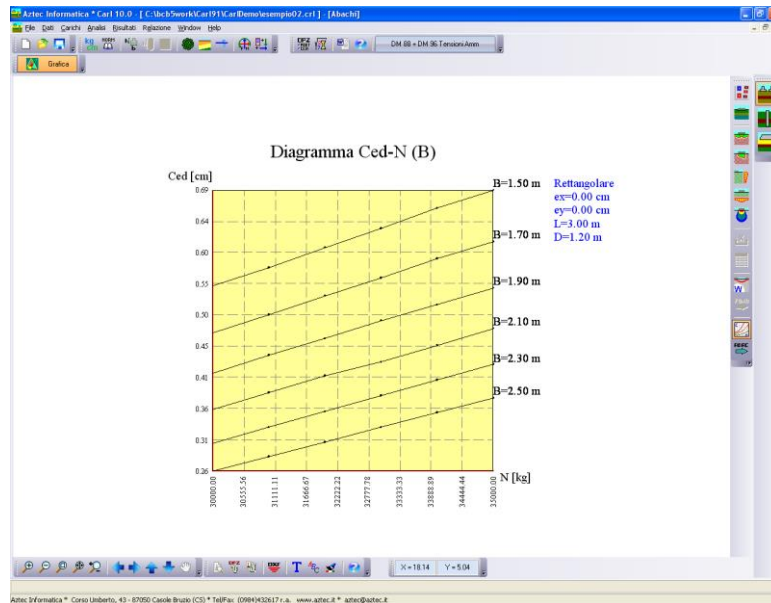 Aztec Informatica * Carl 10.0 - [ C:\bcb5work\Carl91\CarlDemo\esempio02.crl ] - [Abachi]
File Dati Carichi Analisi Risultati Relazione Window Help
DM 88 + DM 96 Tensioni Amm
Grafica
Diagramma Ced-N (B)
Ced [cm]
0.69
0.64
0.60
0.55
0.50
0.45
0.40
0.36
0.31
0.26
B=1.50 m
B=1.70 m
B=1.90 m
B=2.10 m
B=2.30 m
B=2.50 m
Rettangolare
ex=0.00 cm
ey=0.00 cm
L=3.00 m
D=1.20 m
N [kg]
30080.00
30555.56
31111.11
31666.67
32222.22
32777.78
33333.33
33888.89
34444.44
35080.00
X = 18.14 Y = 5.04
Aztec Informatica * Corso Umberto, 43 - 87050 Casole Bruzio (CS) * Tel/Fax (0984)432617 r.a. www.aztec.it * aztec@aztec.it